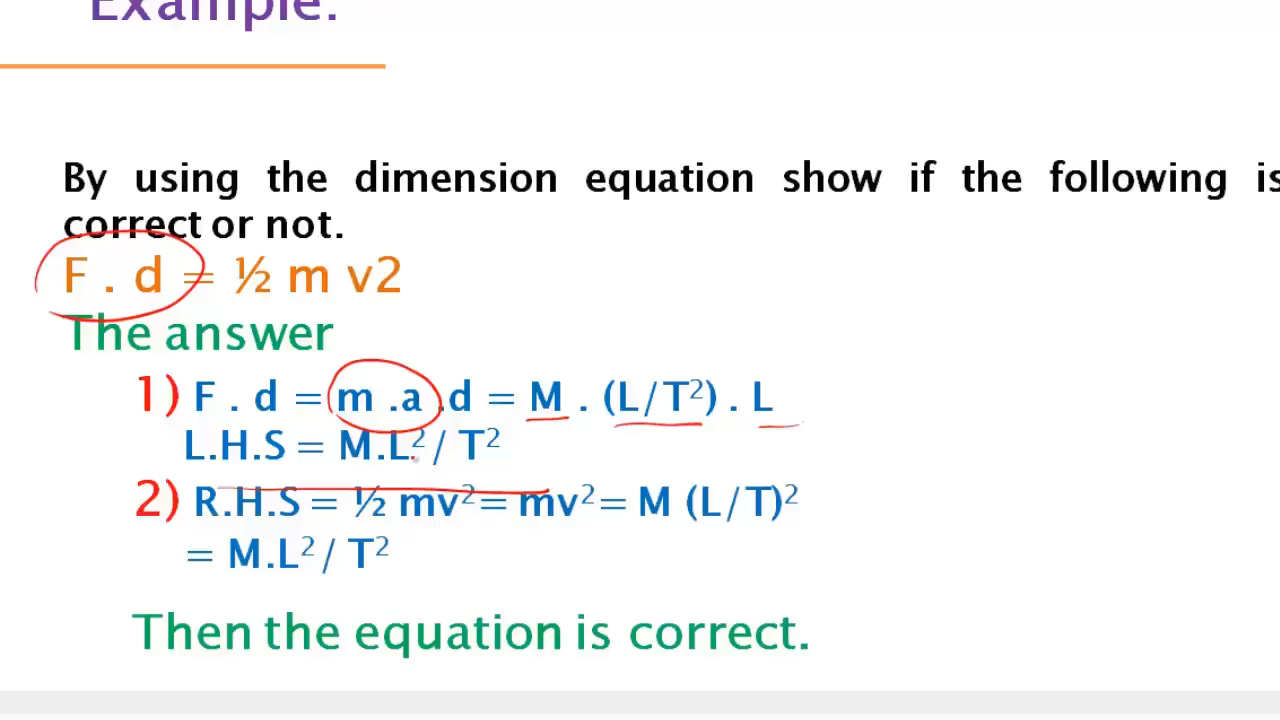 Example:
By using the dimension equation show if the following is
correct or not.
F . d = ½ m v2
The answer
1) F . d = m .a .d = M . (L/T²) . L
L.H.S = M.L²/ T²
2) R.H.S = ½ mv²= mv²= M (L/T)²
= M.L²/ T²
Then the equation is correct.